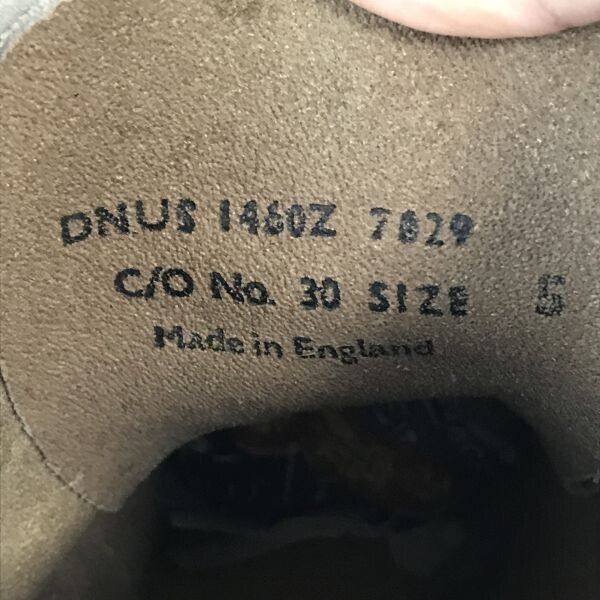 DNUS 1460Z 7829
C/O No. 30 SIZE 5
Made in England